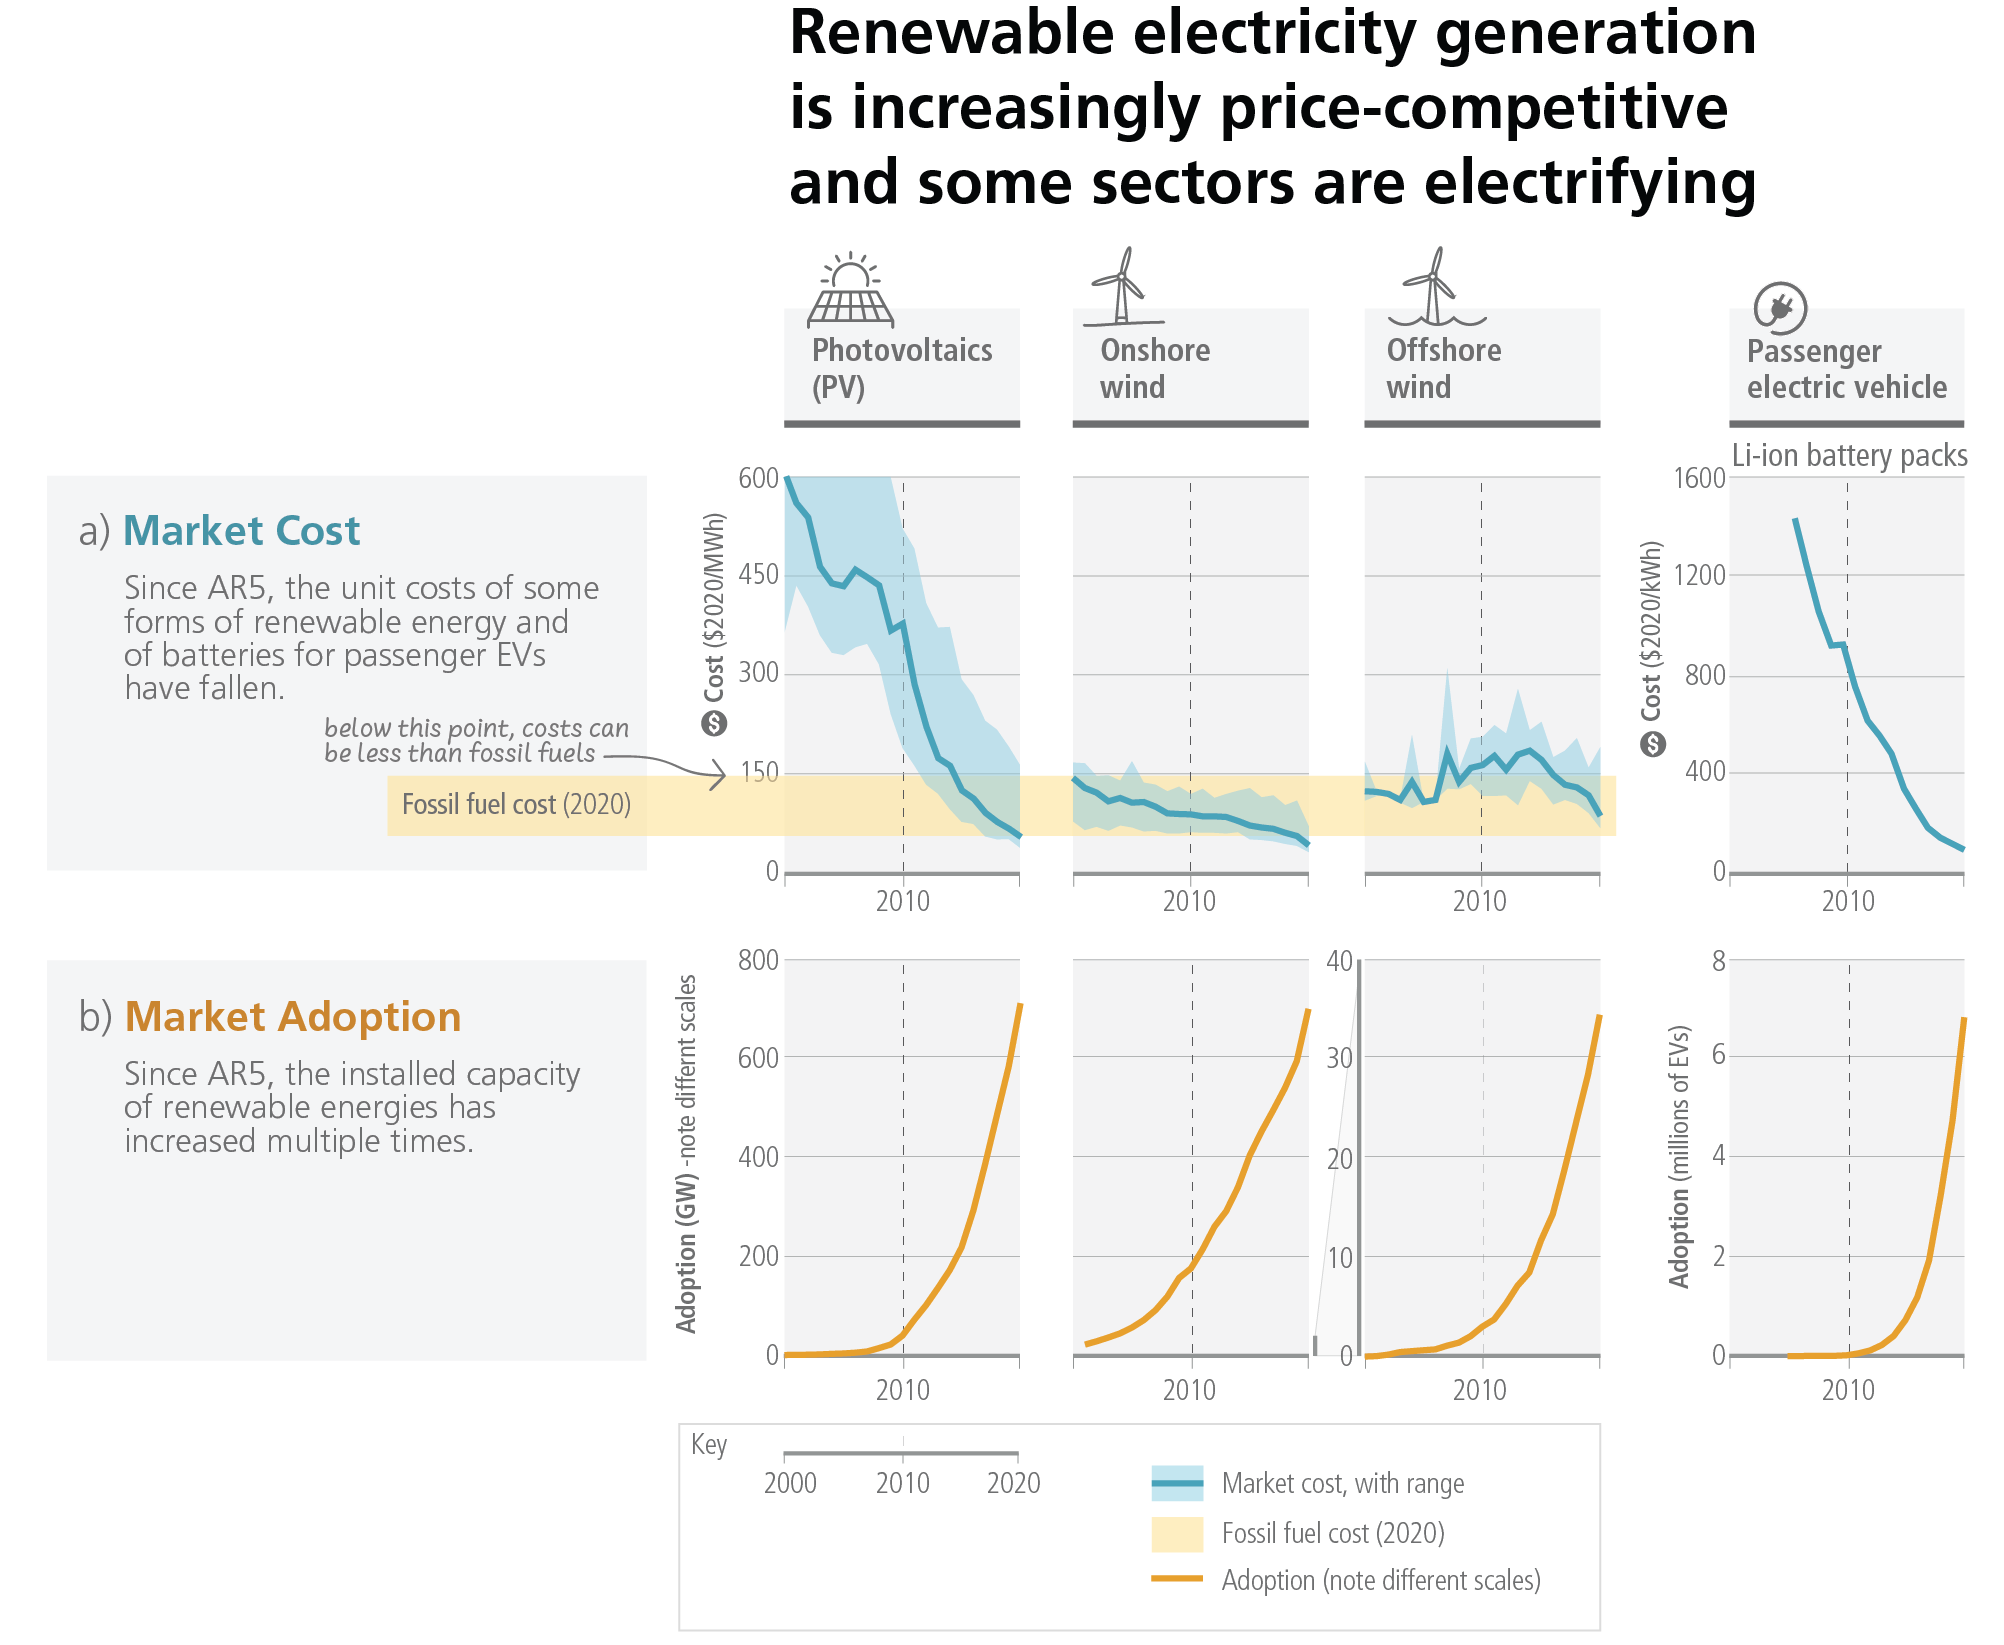 Renewable electricity generation
is increasingly price-competitive
and some sectors are electrifying
Photovoltaics
(PV)
Onshore
wind
Offshore
wind
Passenger
electric vehicle
a) Market Cost
Since AR5, the unit costs of some
forms of renewable energy and
of batteries for passenger EVs
have fallen.
below this point, costs can
be less than fossil fuels
Fossil fuel cost (2020)
$ Cost ($2020/MWh)
600
450
300
150
0
2010
2010
2010
Li-ion battery packs
$ Cost ($2020/kWh)
1600
1200
800
400
0
2010
b) Market Adoption
Since AR5, the installed capacity
of renewable energies has
increased multiple times.
Adoption (GW) -note differnt scales
800
600
400
200
0
2010
2010
40
30
20
10
0
2010
Adoption (millions of EVs)
8
6
4
2
0
2010
Key
2000
2010
2020
Market cost, with range
Fossil fuel cost (2020)
Adoption (note different scales)